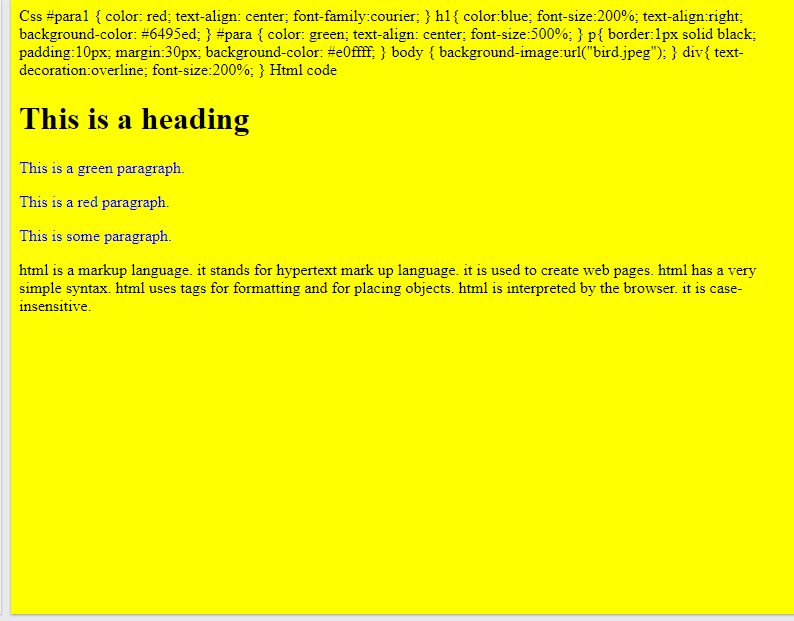 Css #para1 { color: red; text-align: center; font-family:courier; } h1{ color:blue; font-size:200%; text-align:right;
background-color: #6495ed; } #para { color: green; text-align: center; font-size:500%; } p{ border:1px solid black;
padding:10px; margin:30px; background-color: #e0ffff; } body { background-image:url("bird.jpeg"); } div{ text-
decoration:overline; font-size:200%; } Html code
This is a heading
This is a green paragraph.
This is a red paragraph.
This is some paragraph.
html is a markup language. it stands for hypertext mark up language. it is used to create web pages. html has a very
simple syntax. html uses tags for formatting and for placing objects. html is interpreted by the browser. it is case-
insensitive.